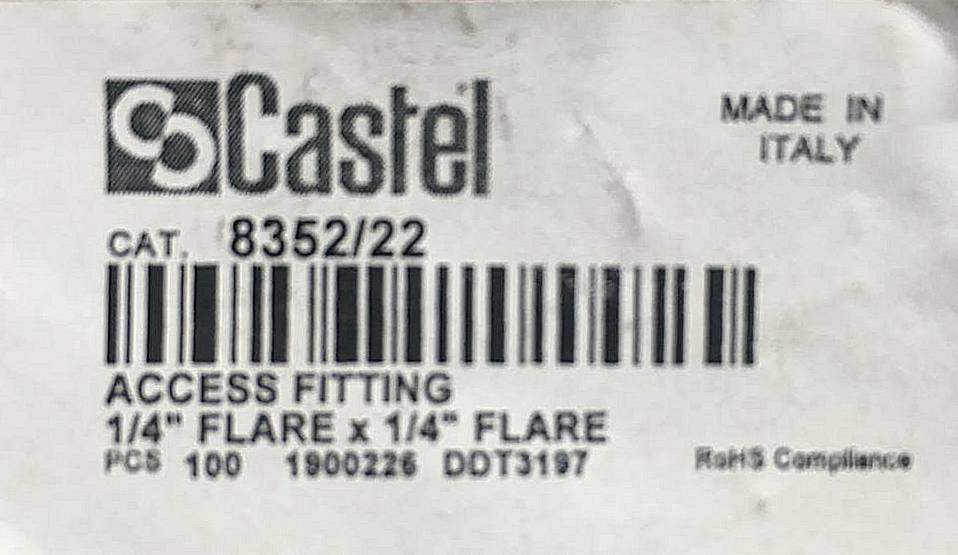 Castel
MADE IN
ITALY
CAT. 8352/22
ACCESS FITTING
1/4" FLARE x 1/4" FLARE
PCS 100 1900226 DDT3197
RoHS Compliance